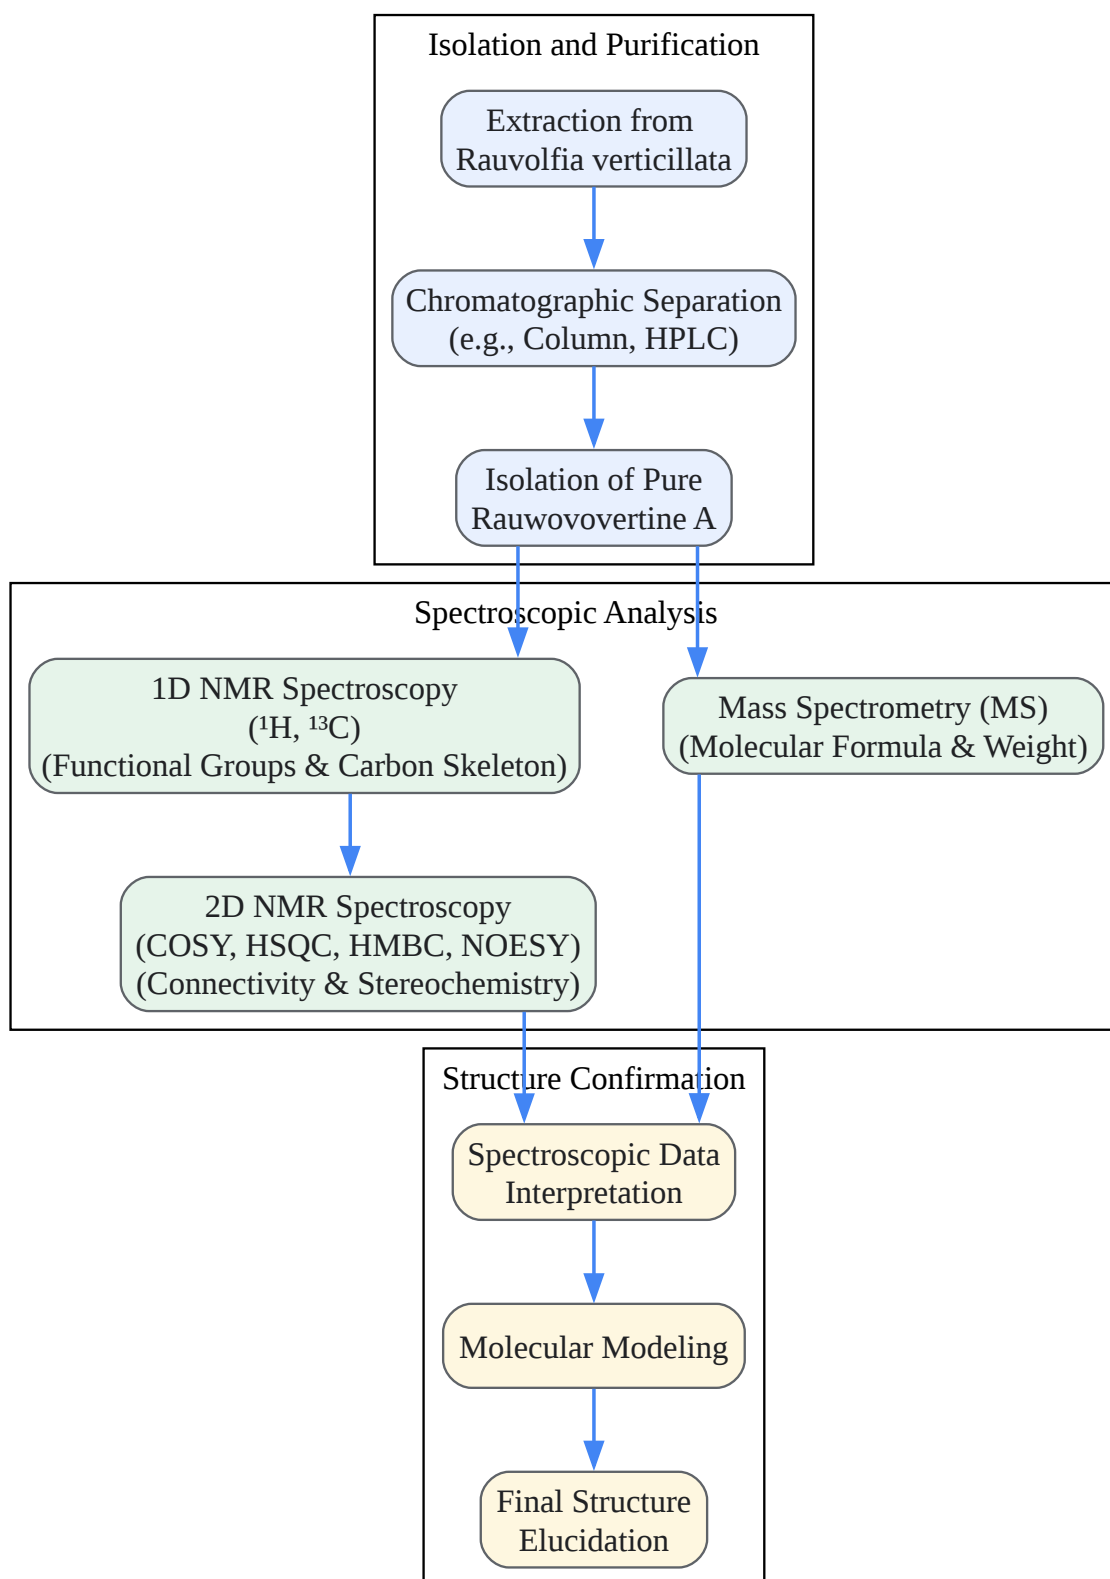 Isolation and Purification
Extraction from
Rauvolfia verticillata
Chromatographic Separation
(e.g., Column, HPLC)
Isolation of Pure
Rauwovovertine A
Spectroscopic Analysis
1D NMR Spectroscopy
(¹H, ¹³C)
(Functional Groups & Carbon Skeleton)
Mass Spectrometry (MS)
(Molecular Formula & Weight)
2D NMR Spectroscopy
(COSY, HSQC, HMBC, NOESY)
(Connectivity & Stereochemistry)
Structure Confirmation
Spectroscopic Data
Interpretation
Molecular Modeling
Final Structure
Elucidation